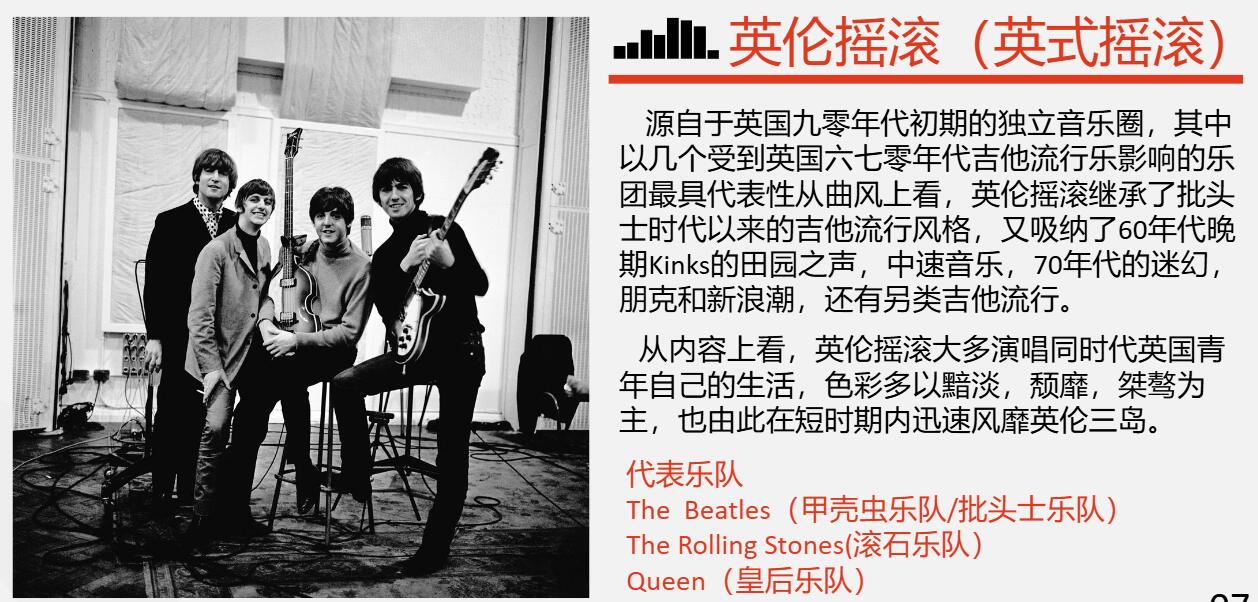 英伦摇滚（英式摇滚）
源自于英国九零年代初期的独立音乐圈，其中
以几个受到英国六七零年代吉他流行乐影响的乐
团最具代表性从曲风上看，英伦摇滚继承了批头
士时代以来的吉他流行风格，又吸纳了60年代晚
期Kinks的田园之声，中速音乐，70年代的迷幻，
朋克和新浪潮，还有另类吉他流行。
从内容上看，英伦摇滚大多演唱同时代英国青
年自己的生活，色彩多以黯淡，颓靡，桀骜为
主，也由此在短时期内迅速风靡英伦三岛。
代表乐队
The Beatles（甲壳虫乐队/批头士乐队）
The Rolling Stones(滚石乐队）
Queen（皇后乐队）